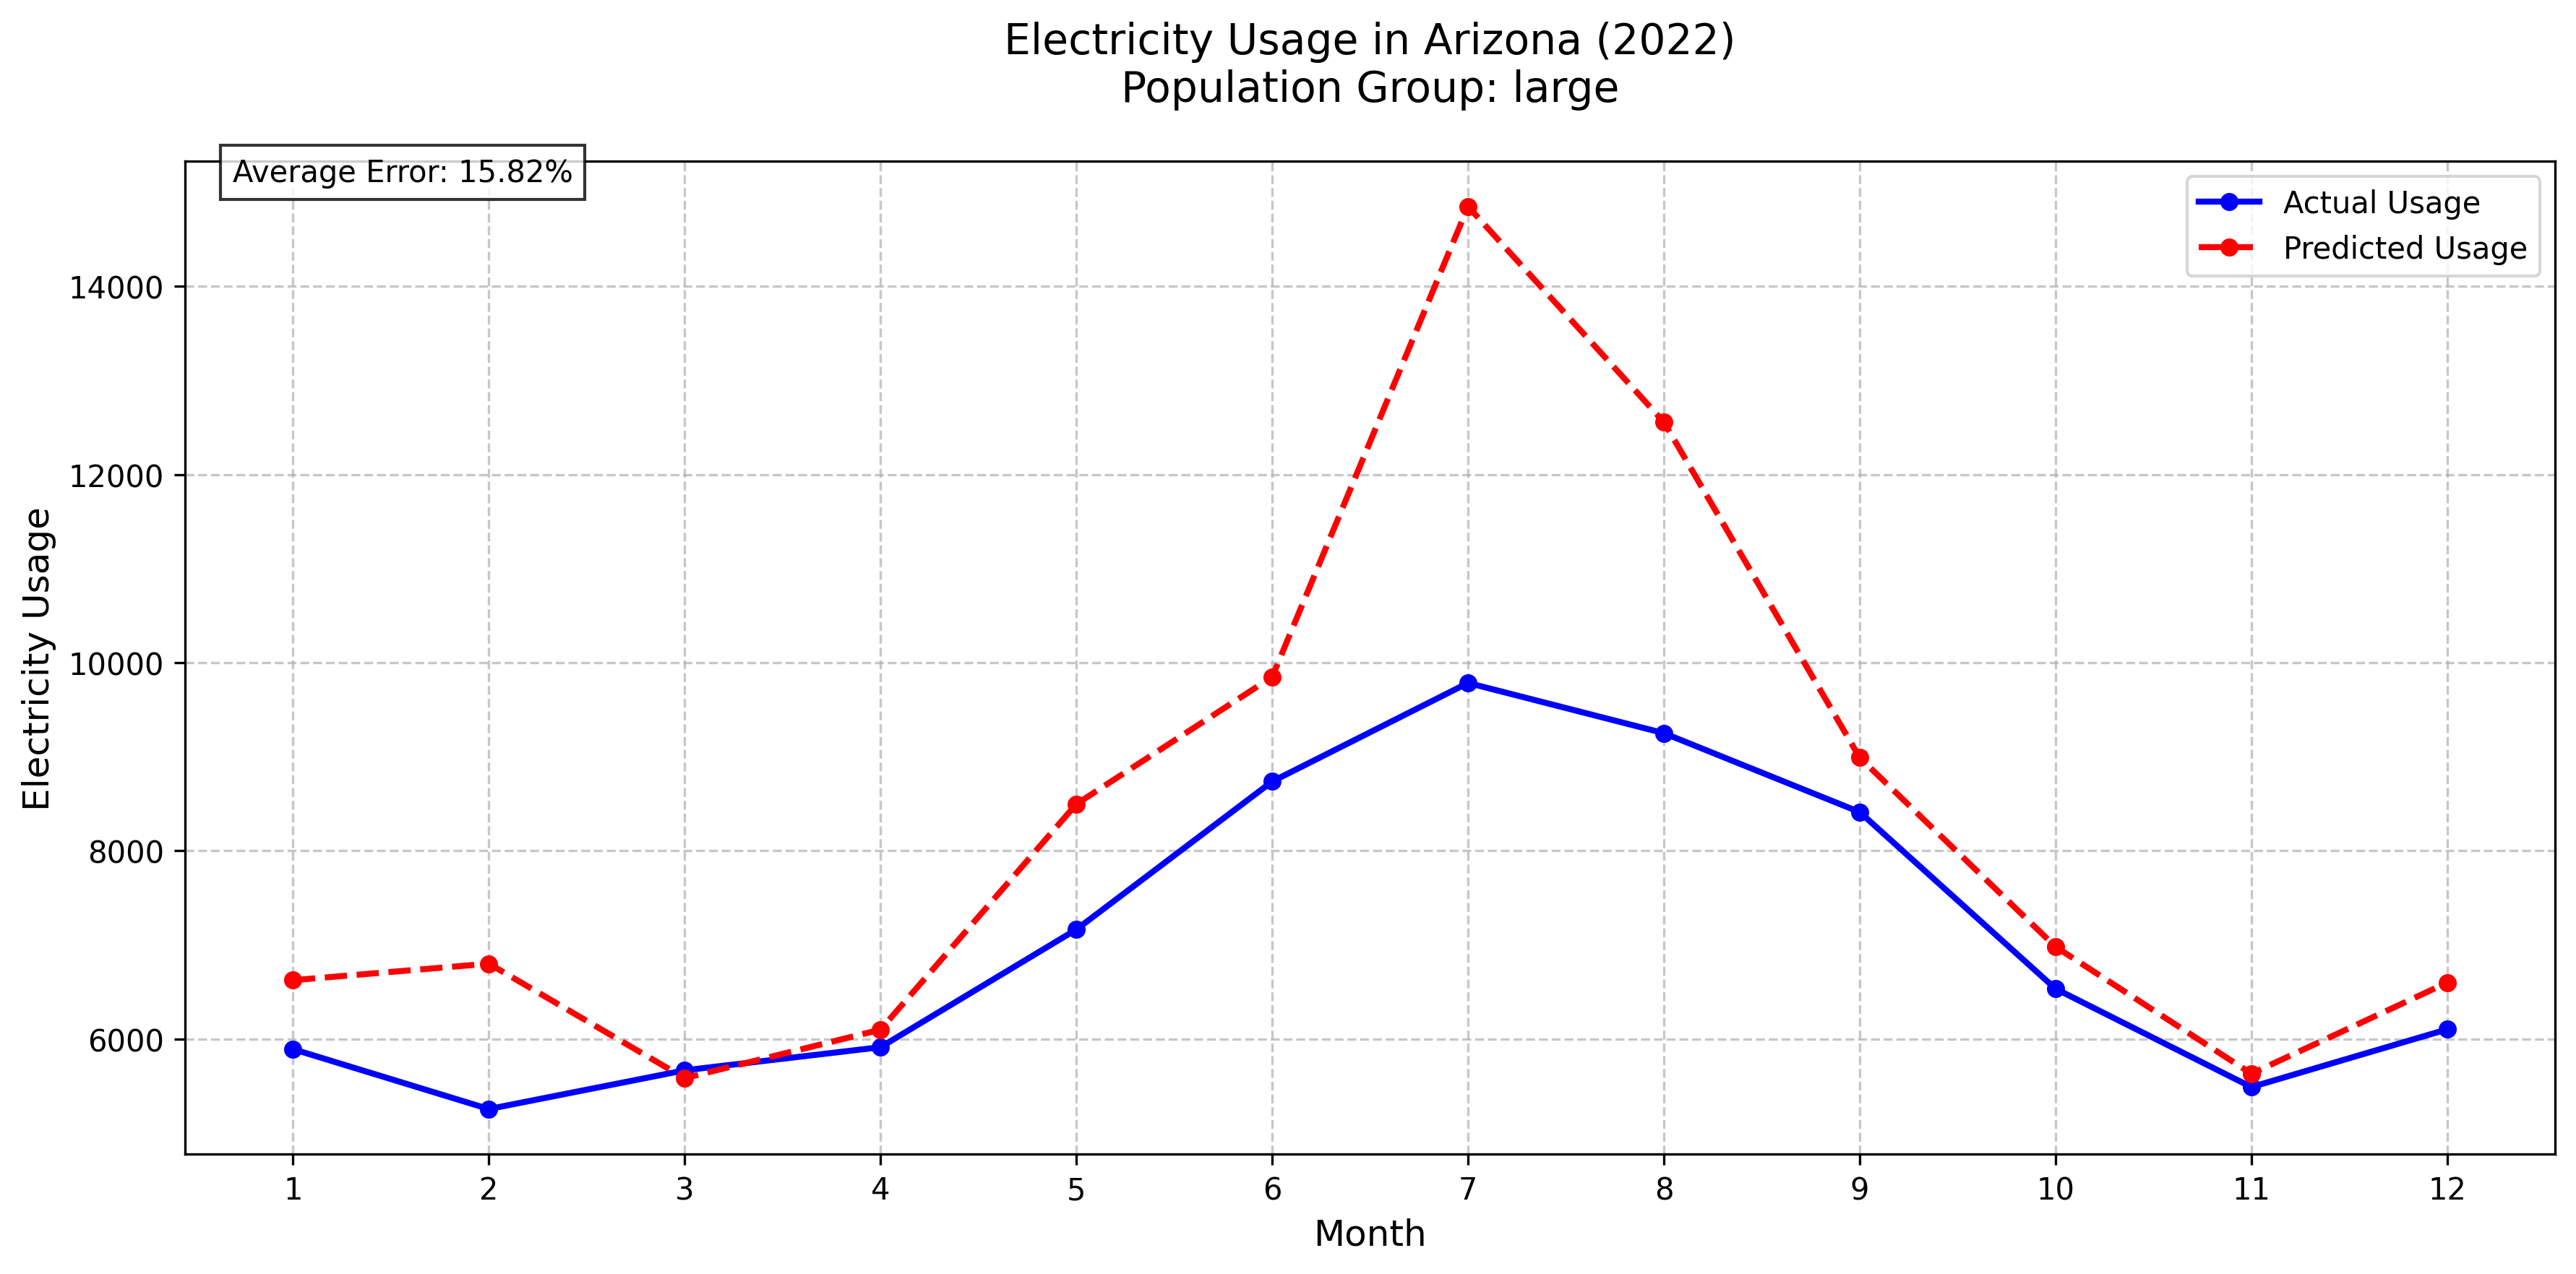 Electricity Usage in Arizona (2022)
Population Group: large
Average Error: 15.82%
Actual Usage
Predicted Usage
Electricity Usage
14000
12000
10000
8000
6000
1 2 3 4 5 6 7 8 9 10 11 12
Month